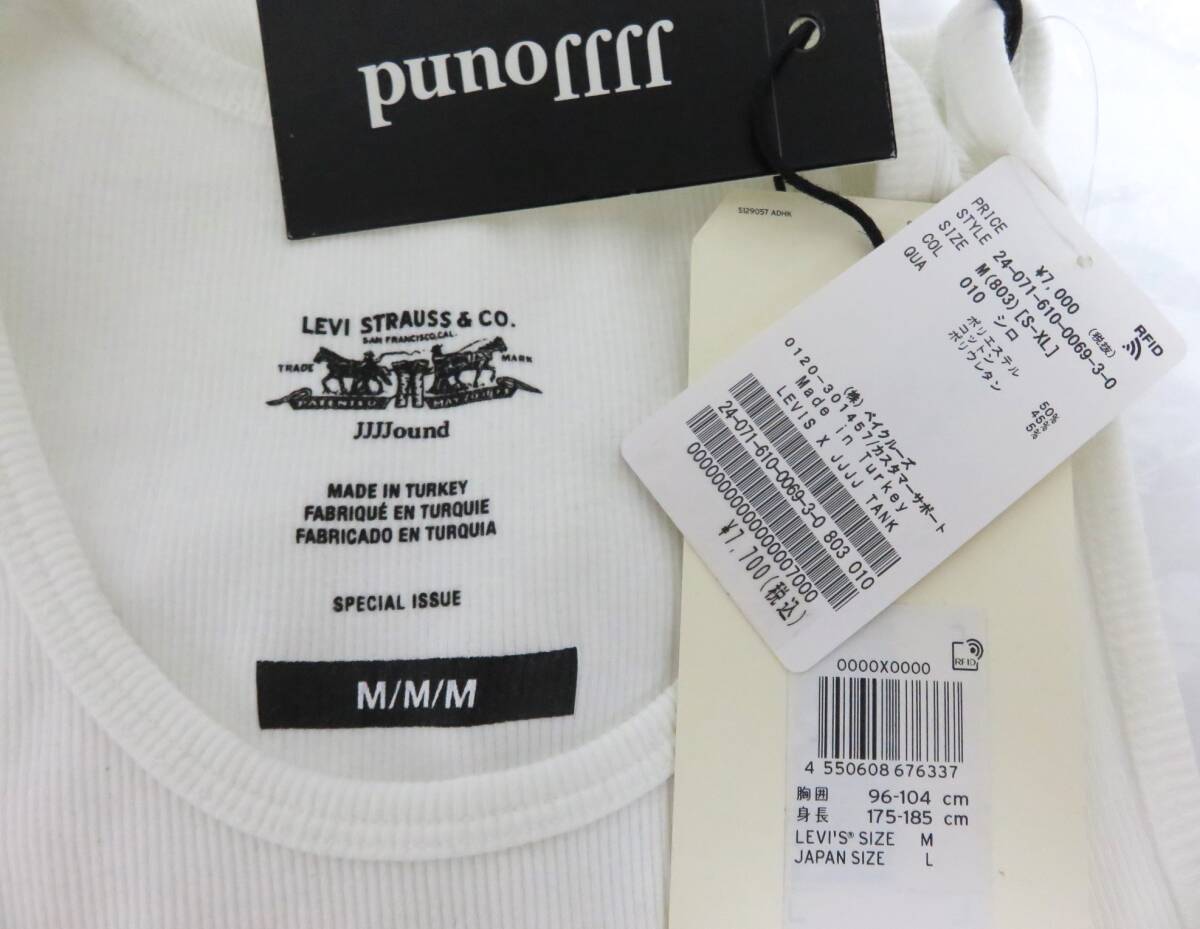 JJJJound
LEVI STRAUSS & CO.
SAN FRANCISCO, CAL.
TRADE MARK
PATENTED
JJJJound
MADE IN TURKEY
FABRIQUÉ EN TURQUIE
FABRICADO EN TURQUIA
SPECIAL ISSUE
M/M/M
S129057 ADHK
RFID
PRICE ¥7,000 (税抜)
STYLE 24-071-610-0069-3-0
SIZE M(803)[S-XL]
COL 010 シロ
QUA ポリエステル 50%
コットン 45%
ポリウレタン 5%
(株)ベイクルーズ
0120-301457/カスタマーサポート
Made in Turkey
LEVIS X JJJJ TANK
24-071-610-0069-3-0 803 010
¥7,700(税込)
RFID
0000X0000
4 550608 676337
胸囲 96-104 cm
身長 175-185 cm
LEVI'S® SIZE M
JAPAN SIZE L